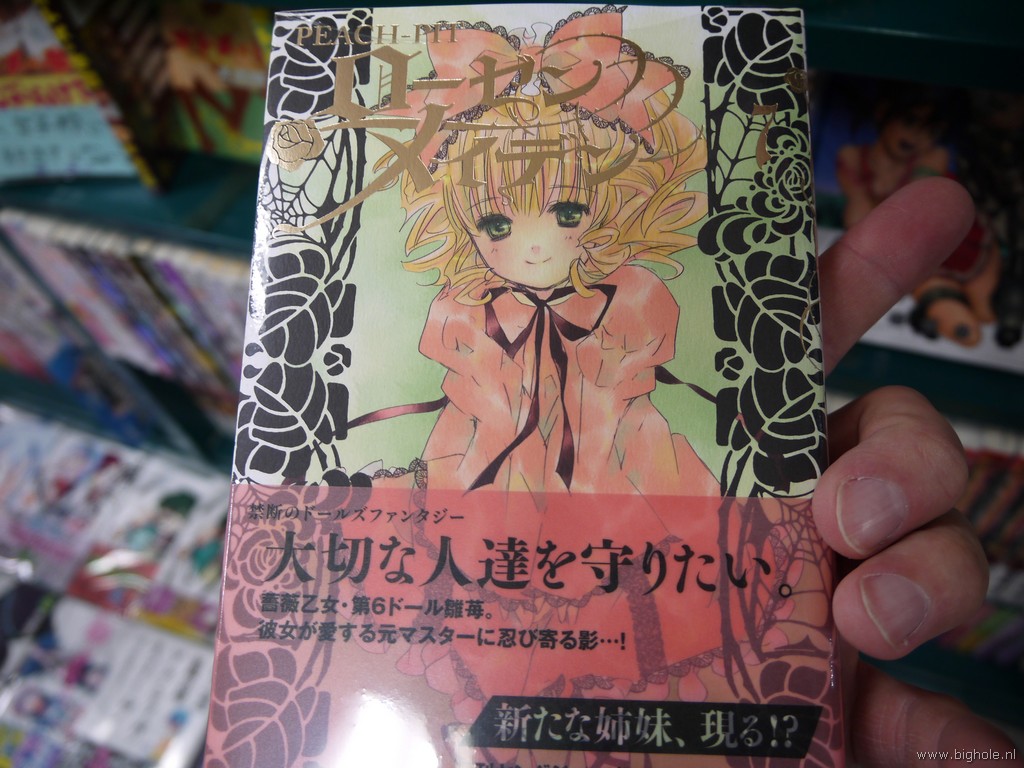 PEACH-PIT
ローゼン
メイデン
7
禁断のドールズファンタジー
大切な人達を守りたい。
薔薇乙女・第6ドール雛苺。
彼女が愛する元マスターに忍び寄る影…!
新たな姉妹、現る!?
www.bighole.nl